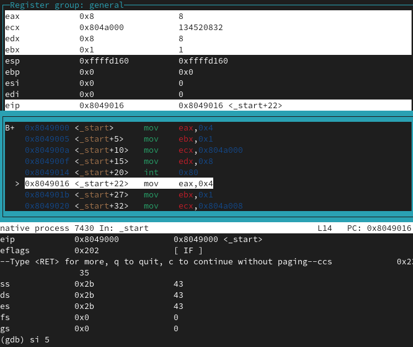 Register group: general
eax 0x8 8
ecx 0x804a000 134520832
edx 0x8 8
ebx 0x1 1
esp 0xffffd160 0xffffd160
ebp 0x0 0x0
esi 0x0 0
edi 0x0 0
eip 0x8049016 0x8049016 <_start+22>
B+ 0x8049000 <_start> mov eax,0x4
0x8049005 <_start+5> mov ebx,0x1
0x804900a <_start+10> mov ecx,0x804a000
0x804900f <_start+15> mov edx,0x8
0x8049014 <_start+20> int 0x80
> 0x8049016 <_start+22> mov eax,0x4
0x804901b <_start+27> mov ebx,0x1
0x8049020 <_start+32> mov ecx,0x804a008
native process 7430 In: _start L14 PC: 0x8049016
eip 0x8049000 0x8049000 <_start>
eflags 0x202 [ IF ]
--Type <RET> for more, q to quit, c to continue without paging--ccs
35
ss 0x2b 43
ds 0x2b 43
es 0x2b 43
fs 0x0 0
gs 0x0 0
(gdb) si 5